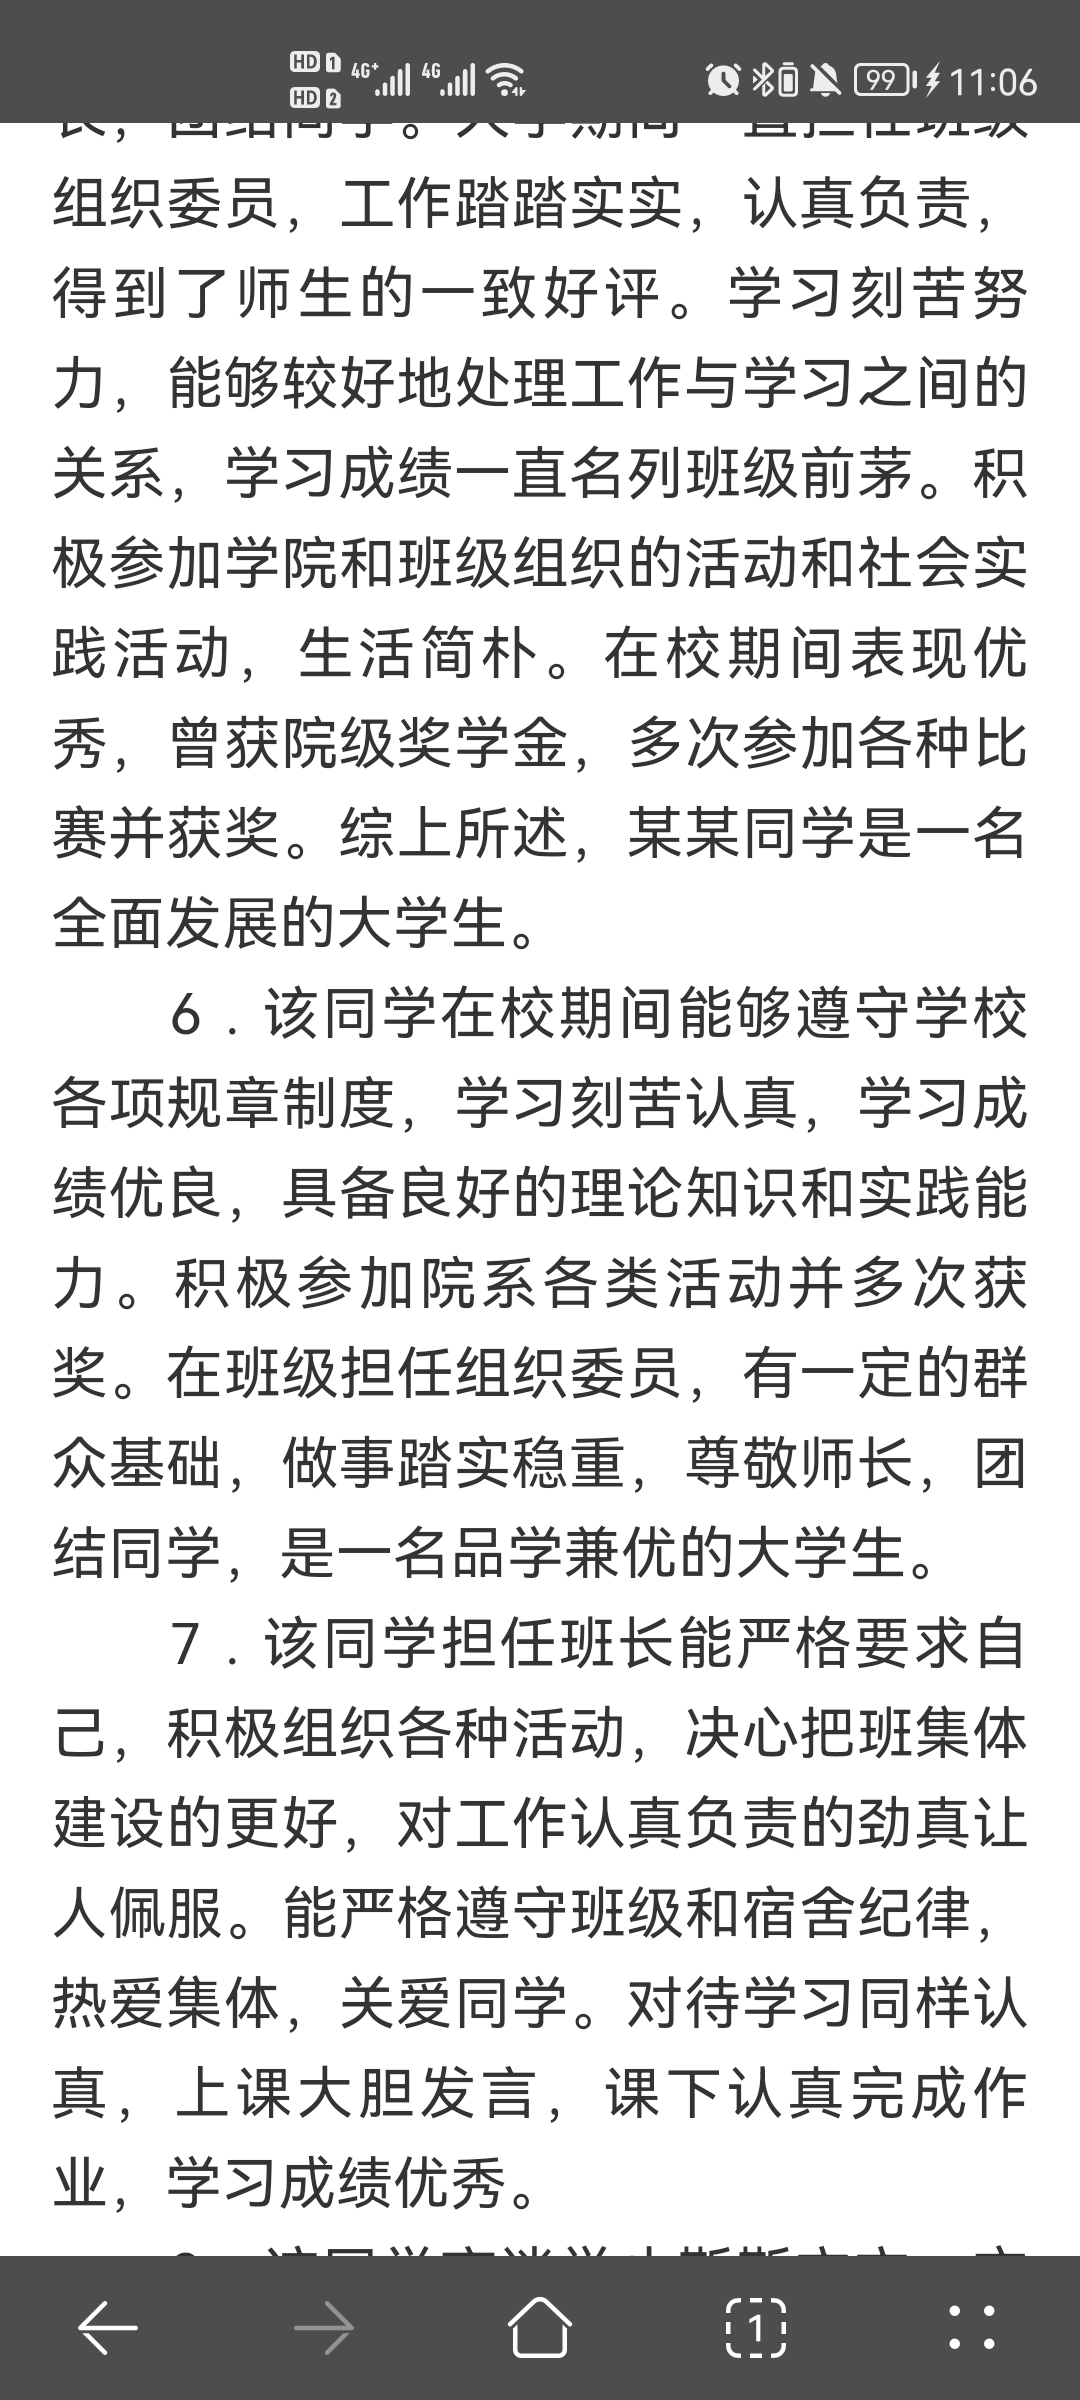 HD 1 4G+ 4G 99 11:06
HD 2
长，团结同学。大学期间一直担任班级
组织委员，工作踏踏实实，认真负责，
得到了师生的一致好评。学习刻苦努
力，能够较好地处理工作与学习之间的
关系，学习成绩一直名列班级前茅。积
极参加学院和班级组织的活动和社会实
践活动，生活简朴。在校期间表现优
秀，曾获院级奖学金，多次参加各种比
赛并获奖。综上所述，某某同学是一名
全面发展的大学生。
6．该同学在校期间能够遵守学校
各项规章制度，学习刻苦认真，学习成
绩优良，具备良好的理论知识和实践能
力。积极参加院系各类活动并多次获
奖。在班级担任组织委员，有一定的群
众基础，做事踏实稳重，尊敬师长，团
结同学，是一名品学兼优的大学生。
7．该同学担任班长能严格要求自
己，积极组织各种活动，决心把班集体
建设的更好，对工作认真负责的劲真让
人佩服。能严格遵守班级和宿舍纪律，
热爱集体，关爱同学。对待学习同样认
真，上课大胆发言，课下认真完成作
业，学习成绩优秀。
1